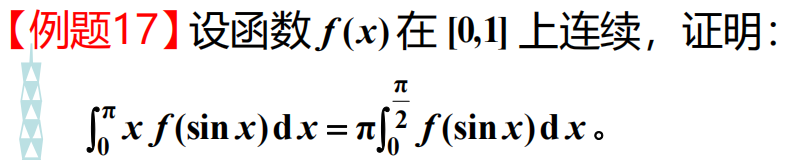 【例题17】设函数 f(x) 在 [0,1] 上连续，证明：
∫₀^π x f(sin x) d x = π∫₀^(π/2) f(sin x) d x 。